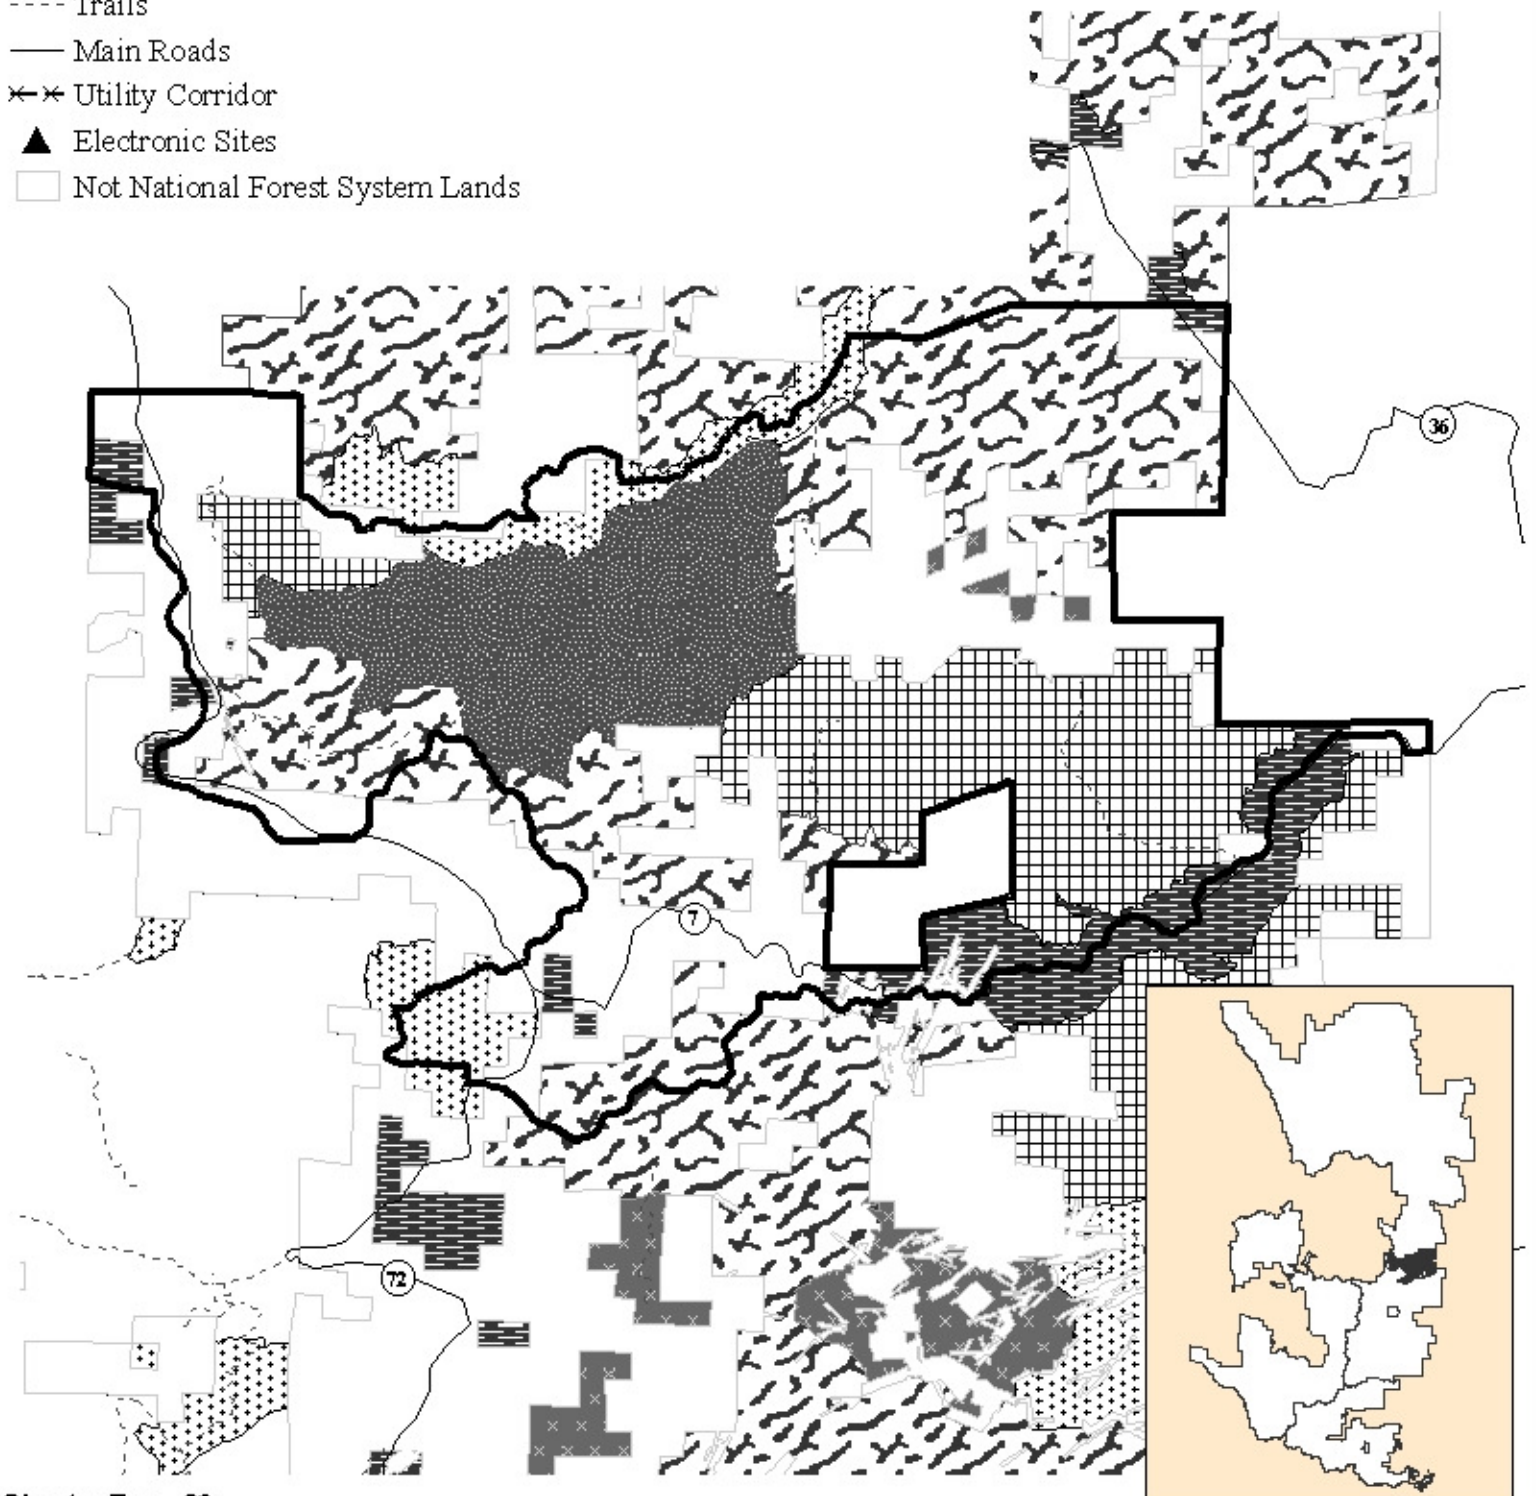 Trails
Main Roads
Utility Corridor
Electronic Sites
Not National Forest System Lands
36
7
72